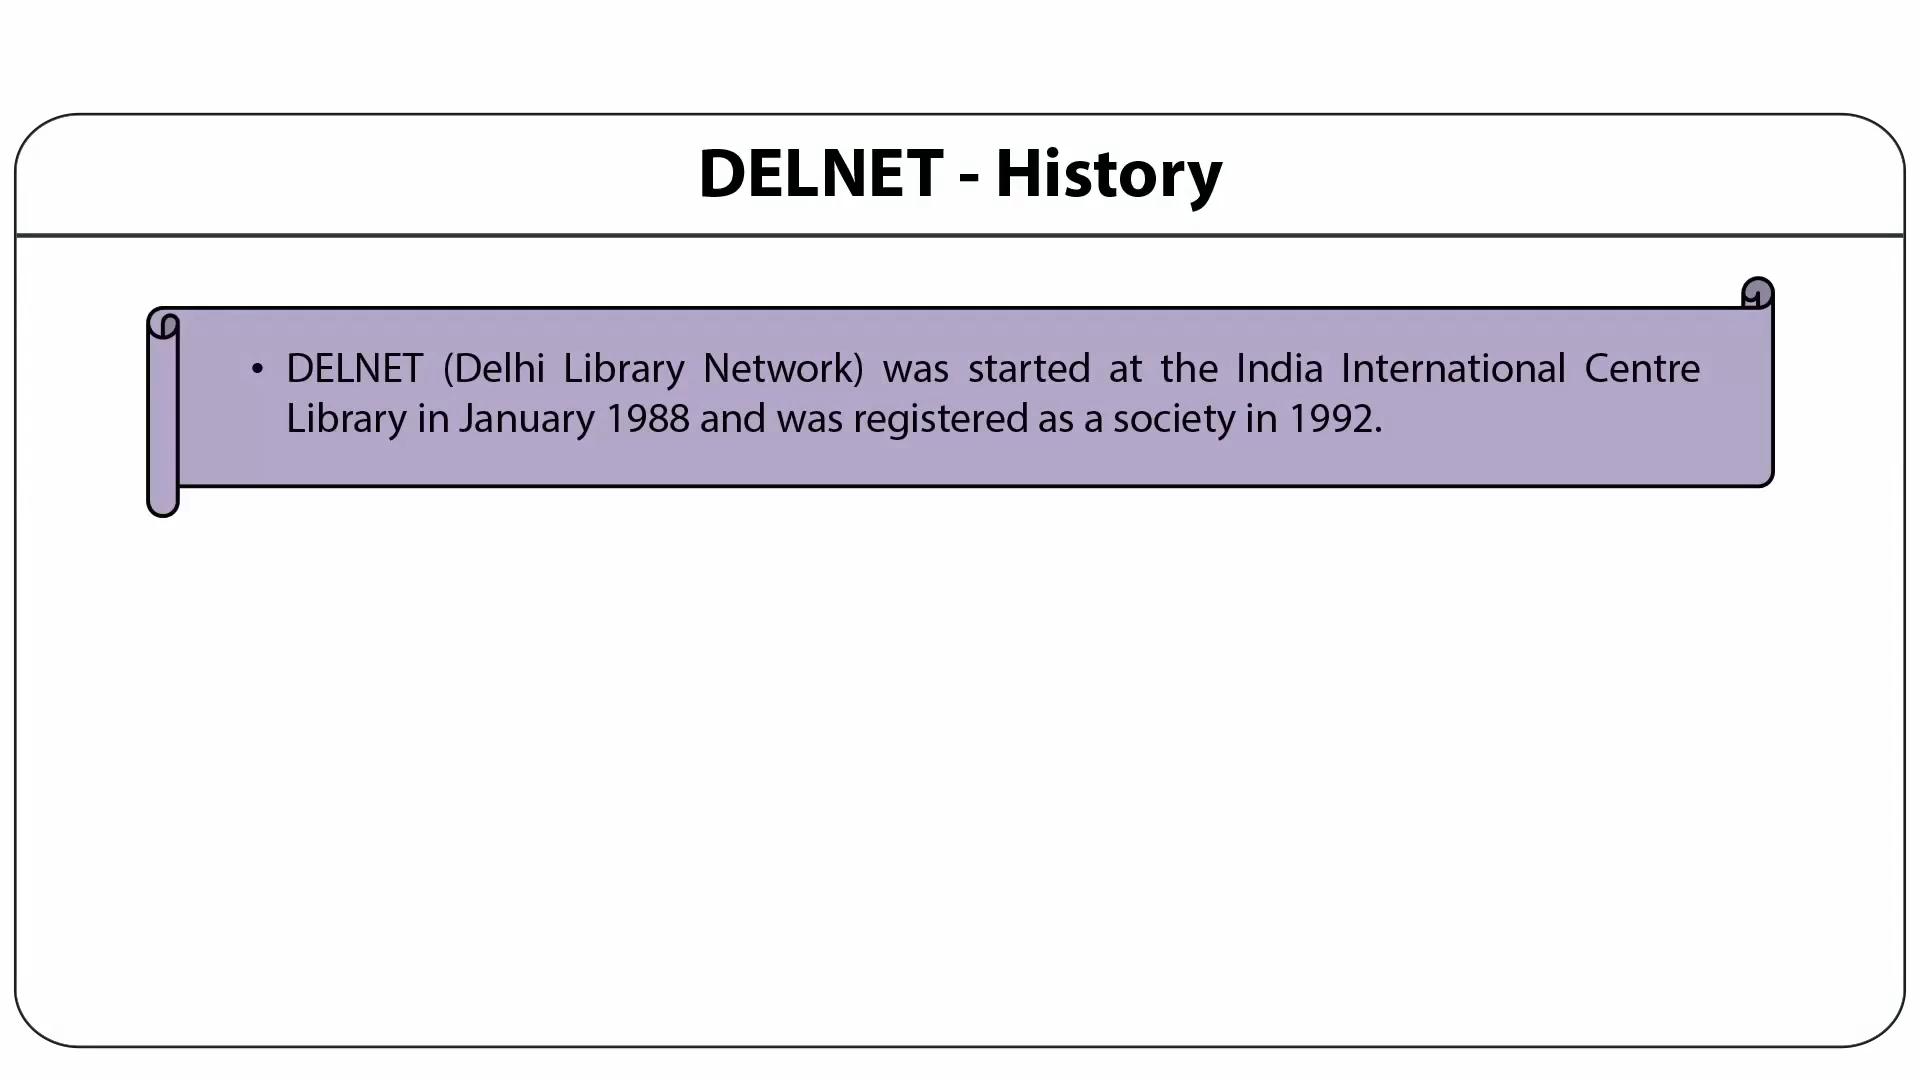 DELNET - History
• DELNET (Delhi Library Network) was started at the India International Centre
Library in January 1988 and was registered as a society in 1992.